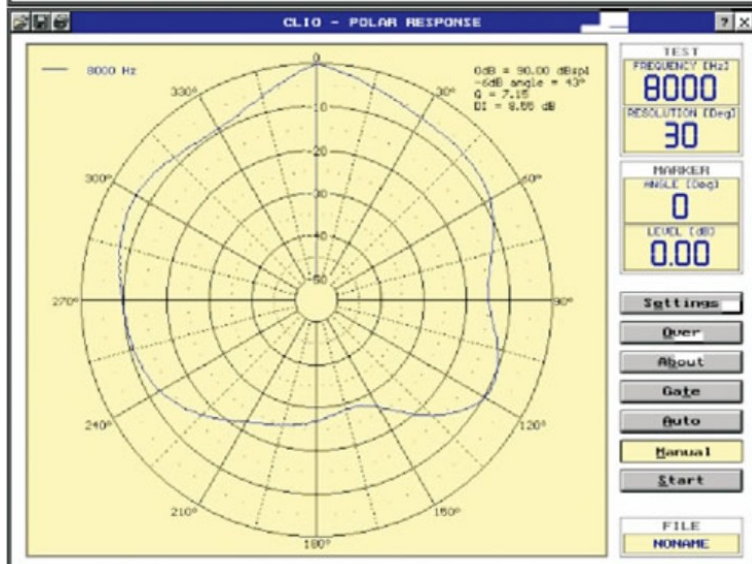 CLIO - POLAR RESPONSE
? ×
8000 Hz
0dB = 90.00 dBspl
-6dB angle = 43°
Q = 7.15
DI = 8.55 dB
0
-10
-20
-30
-40
-50
30°
60°
90°
120°
150°
180°
210°
240°
270°
300°
330°
TEST
FREQUENCY [Hz]
8000
RESOLUTION [Deg]
30
MARKER
ANGLE [Deg]
0
LEVEL [dB]
0.00
Settings
Over
About
Gate
Auto
Manual
Start
FILE
NONAME